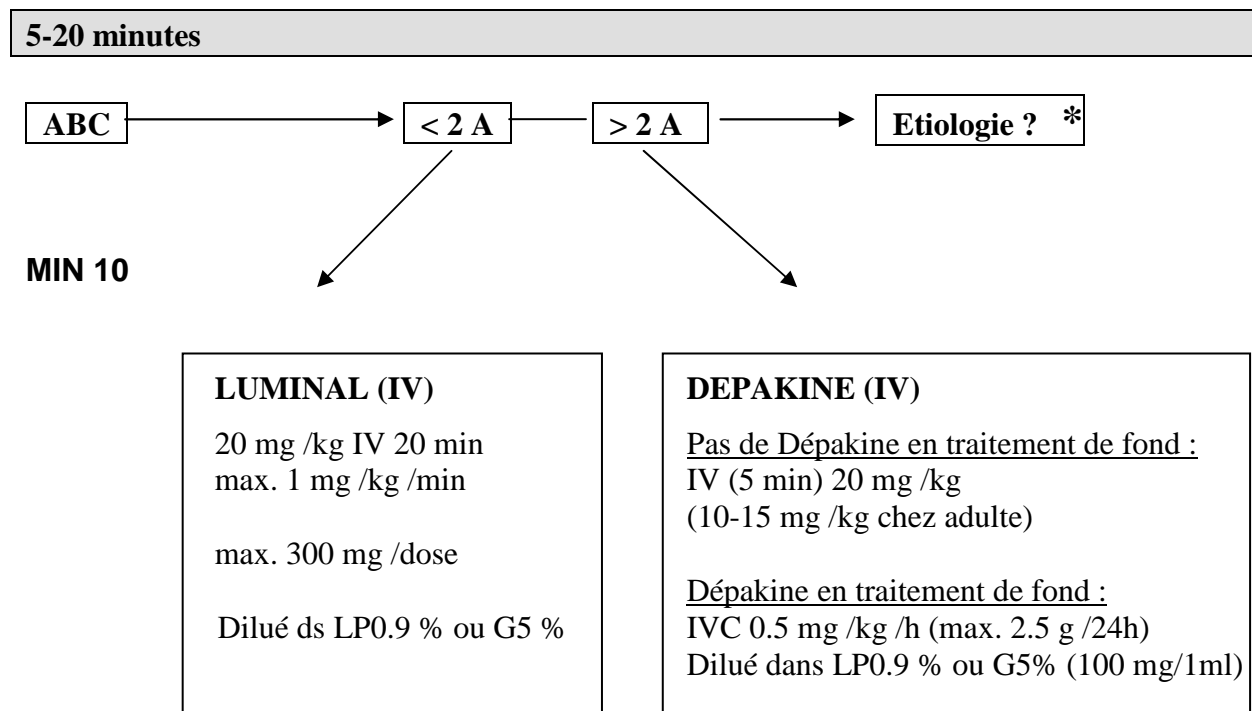 5-20 minutes
ABC
< 2 A
> 2 A
Etiologie ? *
MIN 10
LUMINAL (IV)
20 mg /kg IV 20 min
max. 1 mg /kg /min
max. 300 mg /dose
Dilué ds LP0.9 % ou G5 %
DEPAKINE (IV)
Pas de Dépakine en traitement de fond :
IV (5 min) 20 mg /kg
(10-15 mg /kg chez adulte)
Dépakine en traitement de fond :
IVC 0.5 mg /kg /h (max. 2.5 g /24h)
Dilué dans LP0.9 % ou G5% (100 mg/1ml)